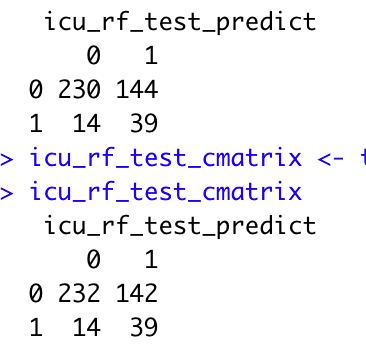 icu_rf_test_predict
0 1
0 230 144
1 14 39
> icu_rf_test_cmatrix <-
> icu_rf_test_cmatrix
icu_rf_test_predict
0 1
0 232 142
1 14 39